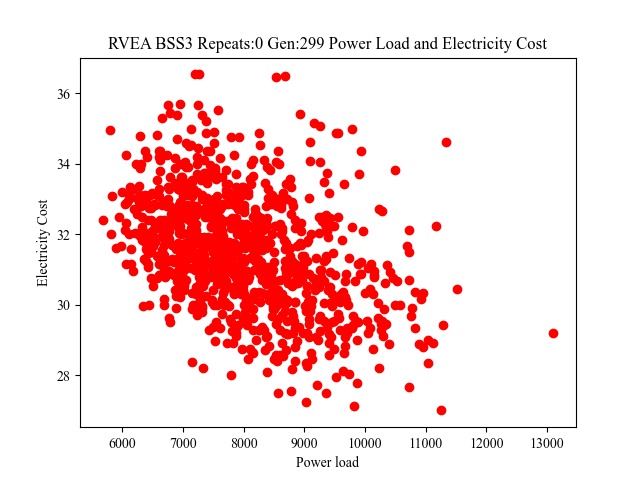 RVEA BSS3 Repeats:0 Gen:299 Power Load and Electricity Cost
36
34
32
30
28
Electricity Cost
6000 7000 8000 9000 10000 11000 12000 13000
Power load